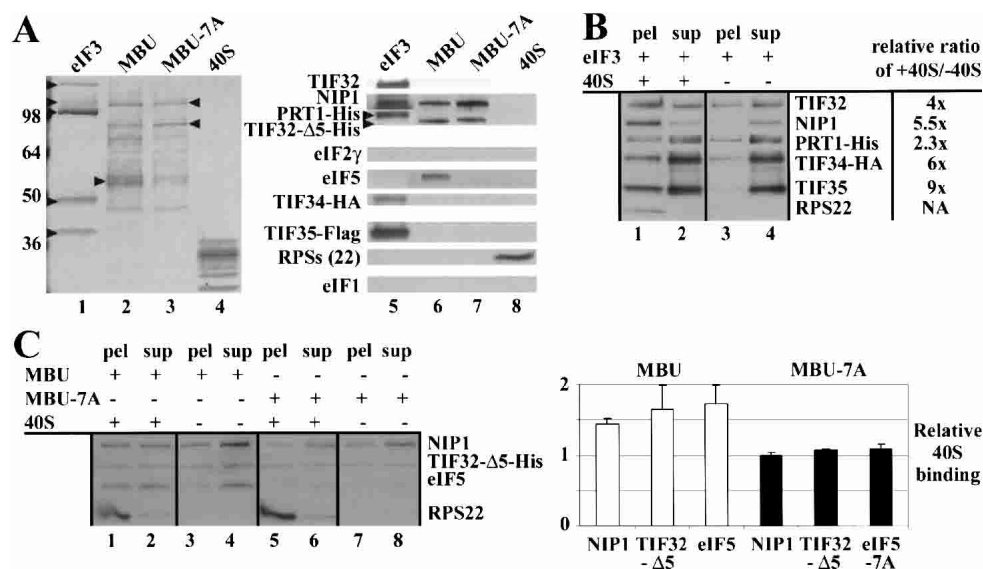 A
eIF3 MBU MBU-7A 40S
98
64
50
36
1 2 3 4
eIF3 MBU MBU-7A 40S
TIF32
NIP1
PRT1-His
TIF32-Δ5-His
eIF2γ
eIF5
TIF34-HA
TIF35-Flag
RPSs (22)
eIF1
5 6 7 8
B
pel sup pel sup
eIF3 + + + +
40S + + - -
relative ratio
of +40S/-40S
TIF32 4x
NIP1 5.5x
PRT1-His 2.3x
TIF34-HA 6x
TIF35 9x
RPS22 NA
1 2 3 4
C
pel sup pel sup pel sup pel sup
MBU + + + + - - - -
MBU-7A - - - - + + + +
40S + + - - + + - -
NIP1
TIF32-Δ5-His
eIF5
RPS22
1 2 3 4 5 6 7 8
2
1
0
MBU MBU-7A
Relative
40S
binding
NIP1 TIF32 eIF5 NIP1 TIF32 eIF5
- Δ5 - Δ5 -7A